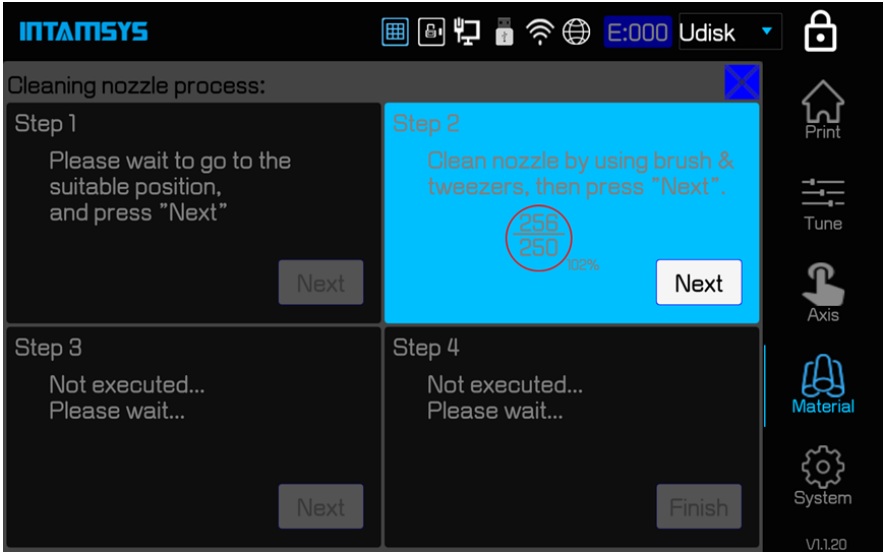 INTAMSYS
E:000 Udisk
Cleaning nozzle process:
Step 1
Please wait to go to the
suitable position,
and press "Next"
Next
Step 2
Clean nozzle by using brush &
tweezers, then press "Next".
256
250
102%
Next
Step 3
Not executed...
Please wait...
Next
Step 4
Not executed...
Please wait...
Finish
Print
Tune
Axis
Material
System
V1.1.20